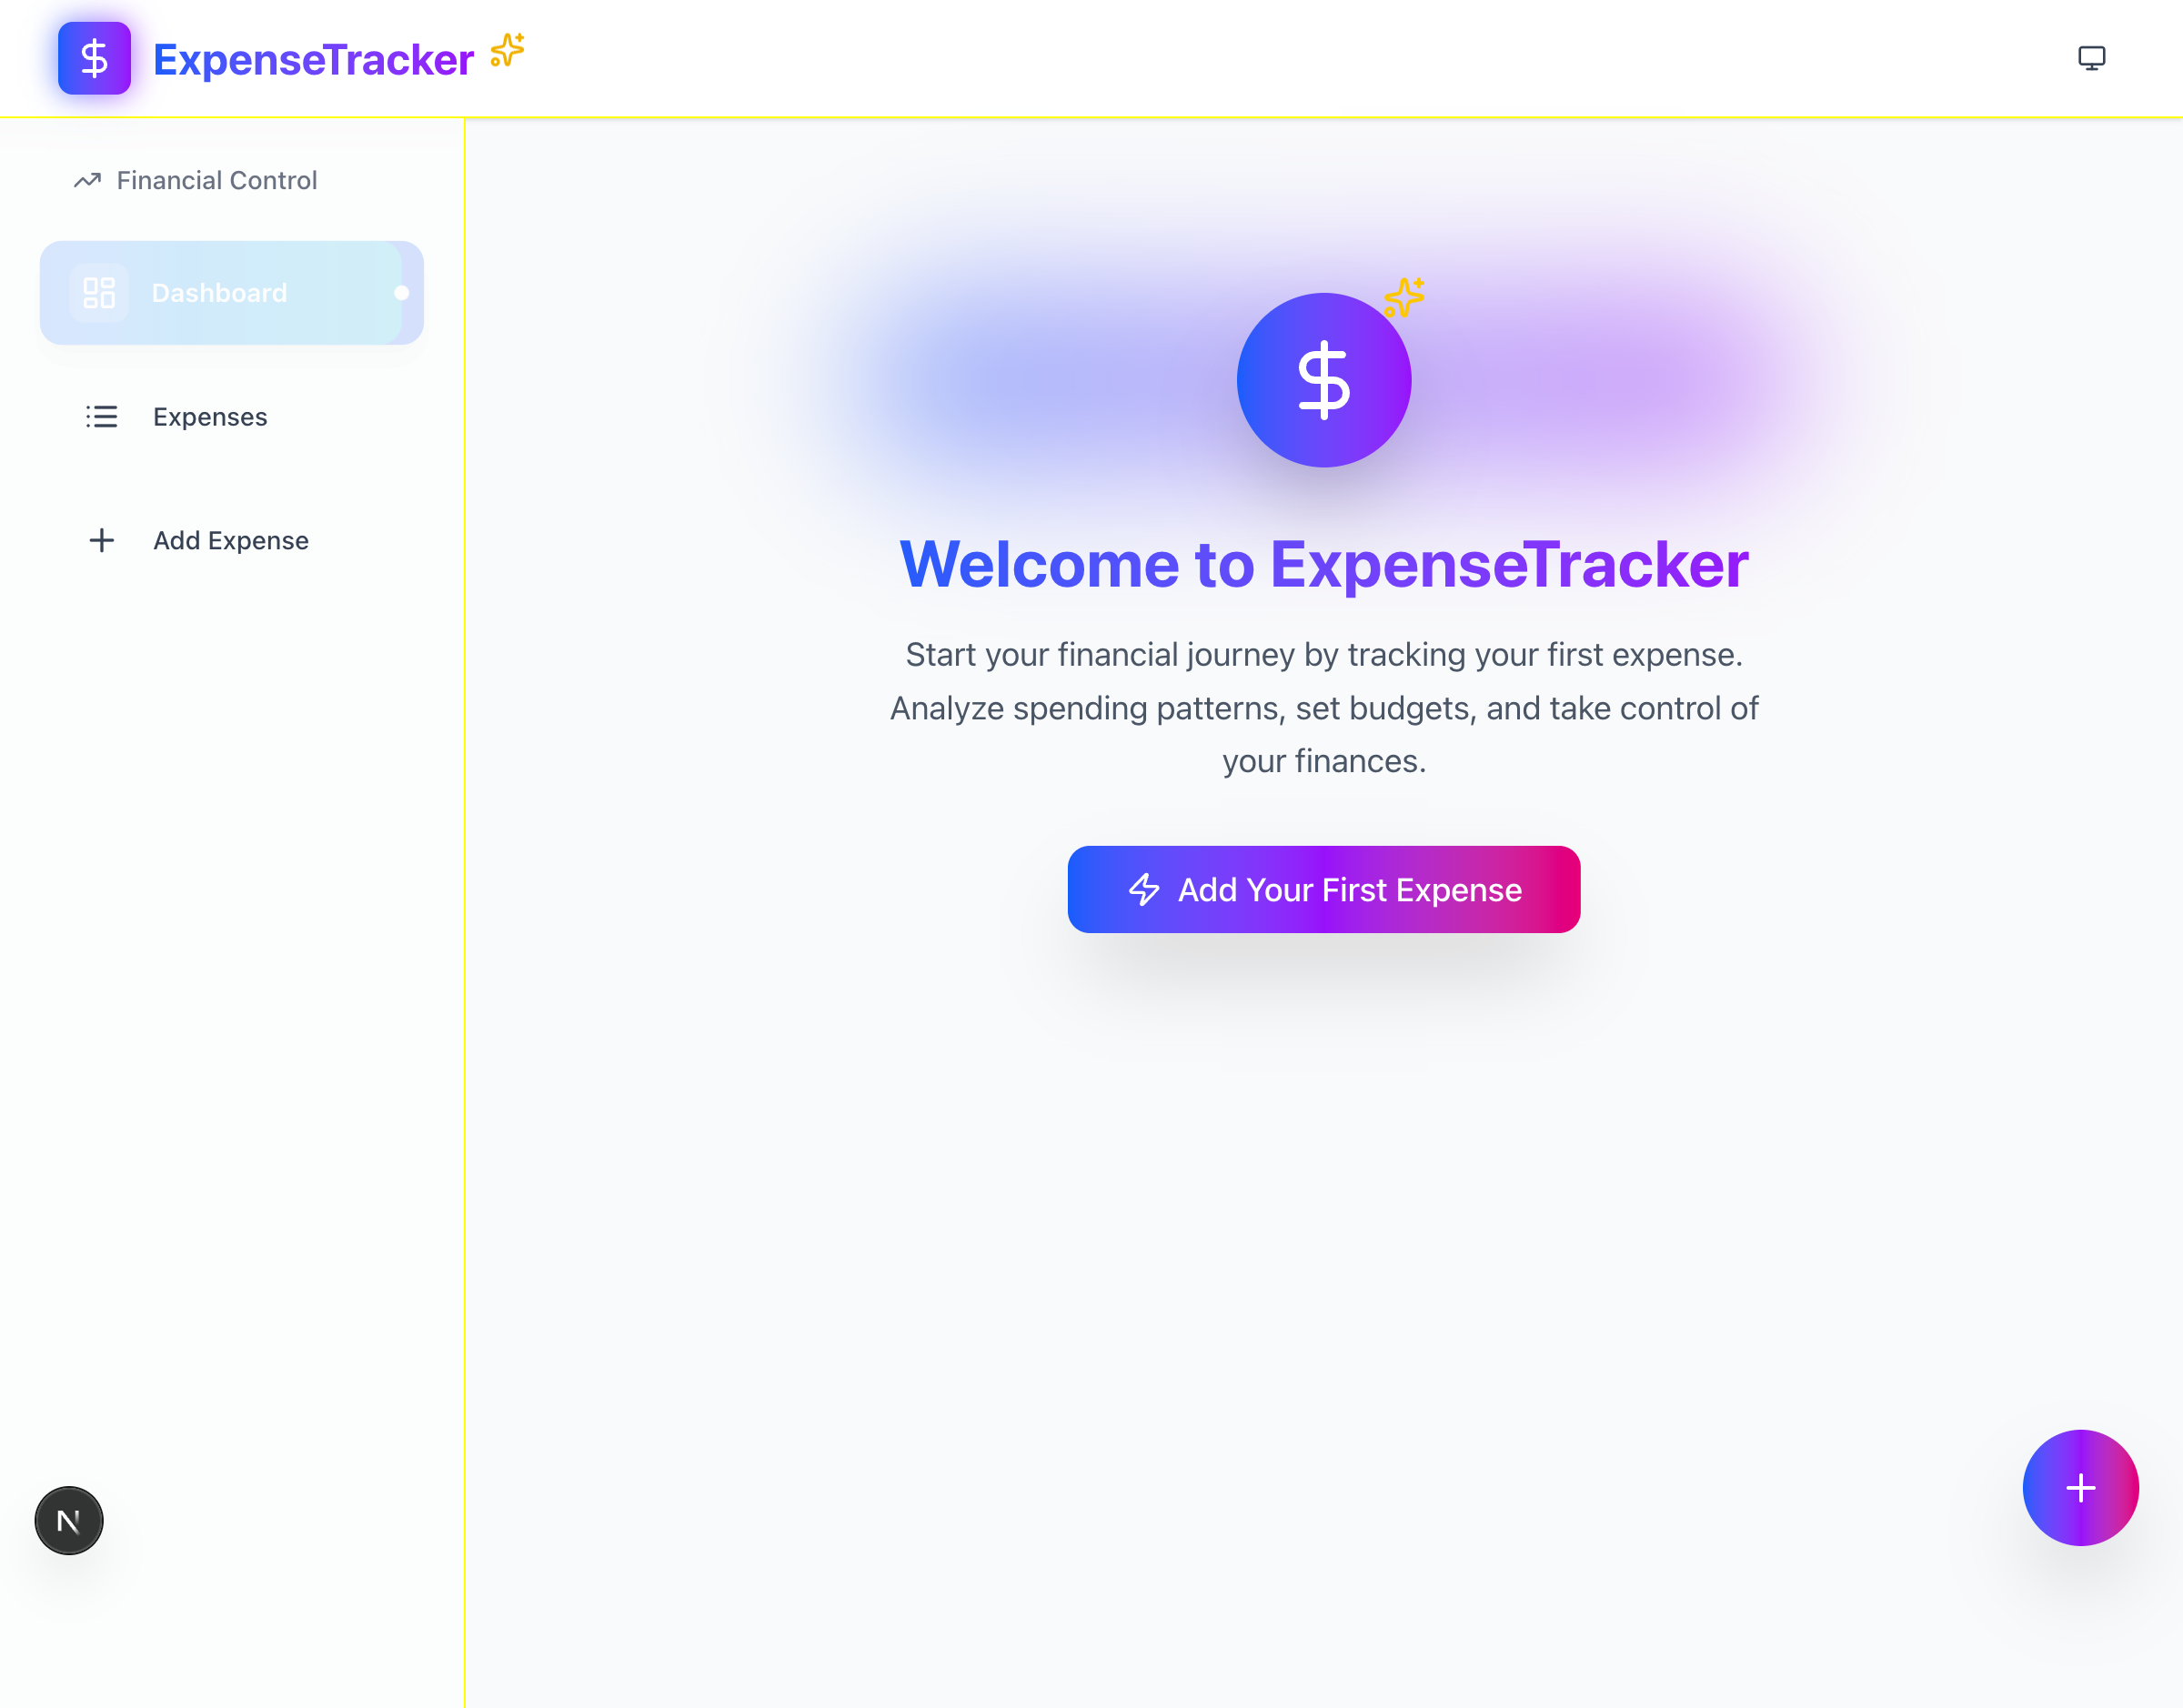 ExpenseTracker
Financial Control
Dashboard
Expenses
Add Expense
Welcome to ExpenseTracker
Start your financial journey by tracking your first expense.
Analyze spending patterns, set budgets, and take control of
your finances.
Add Your First Expense
N